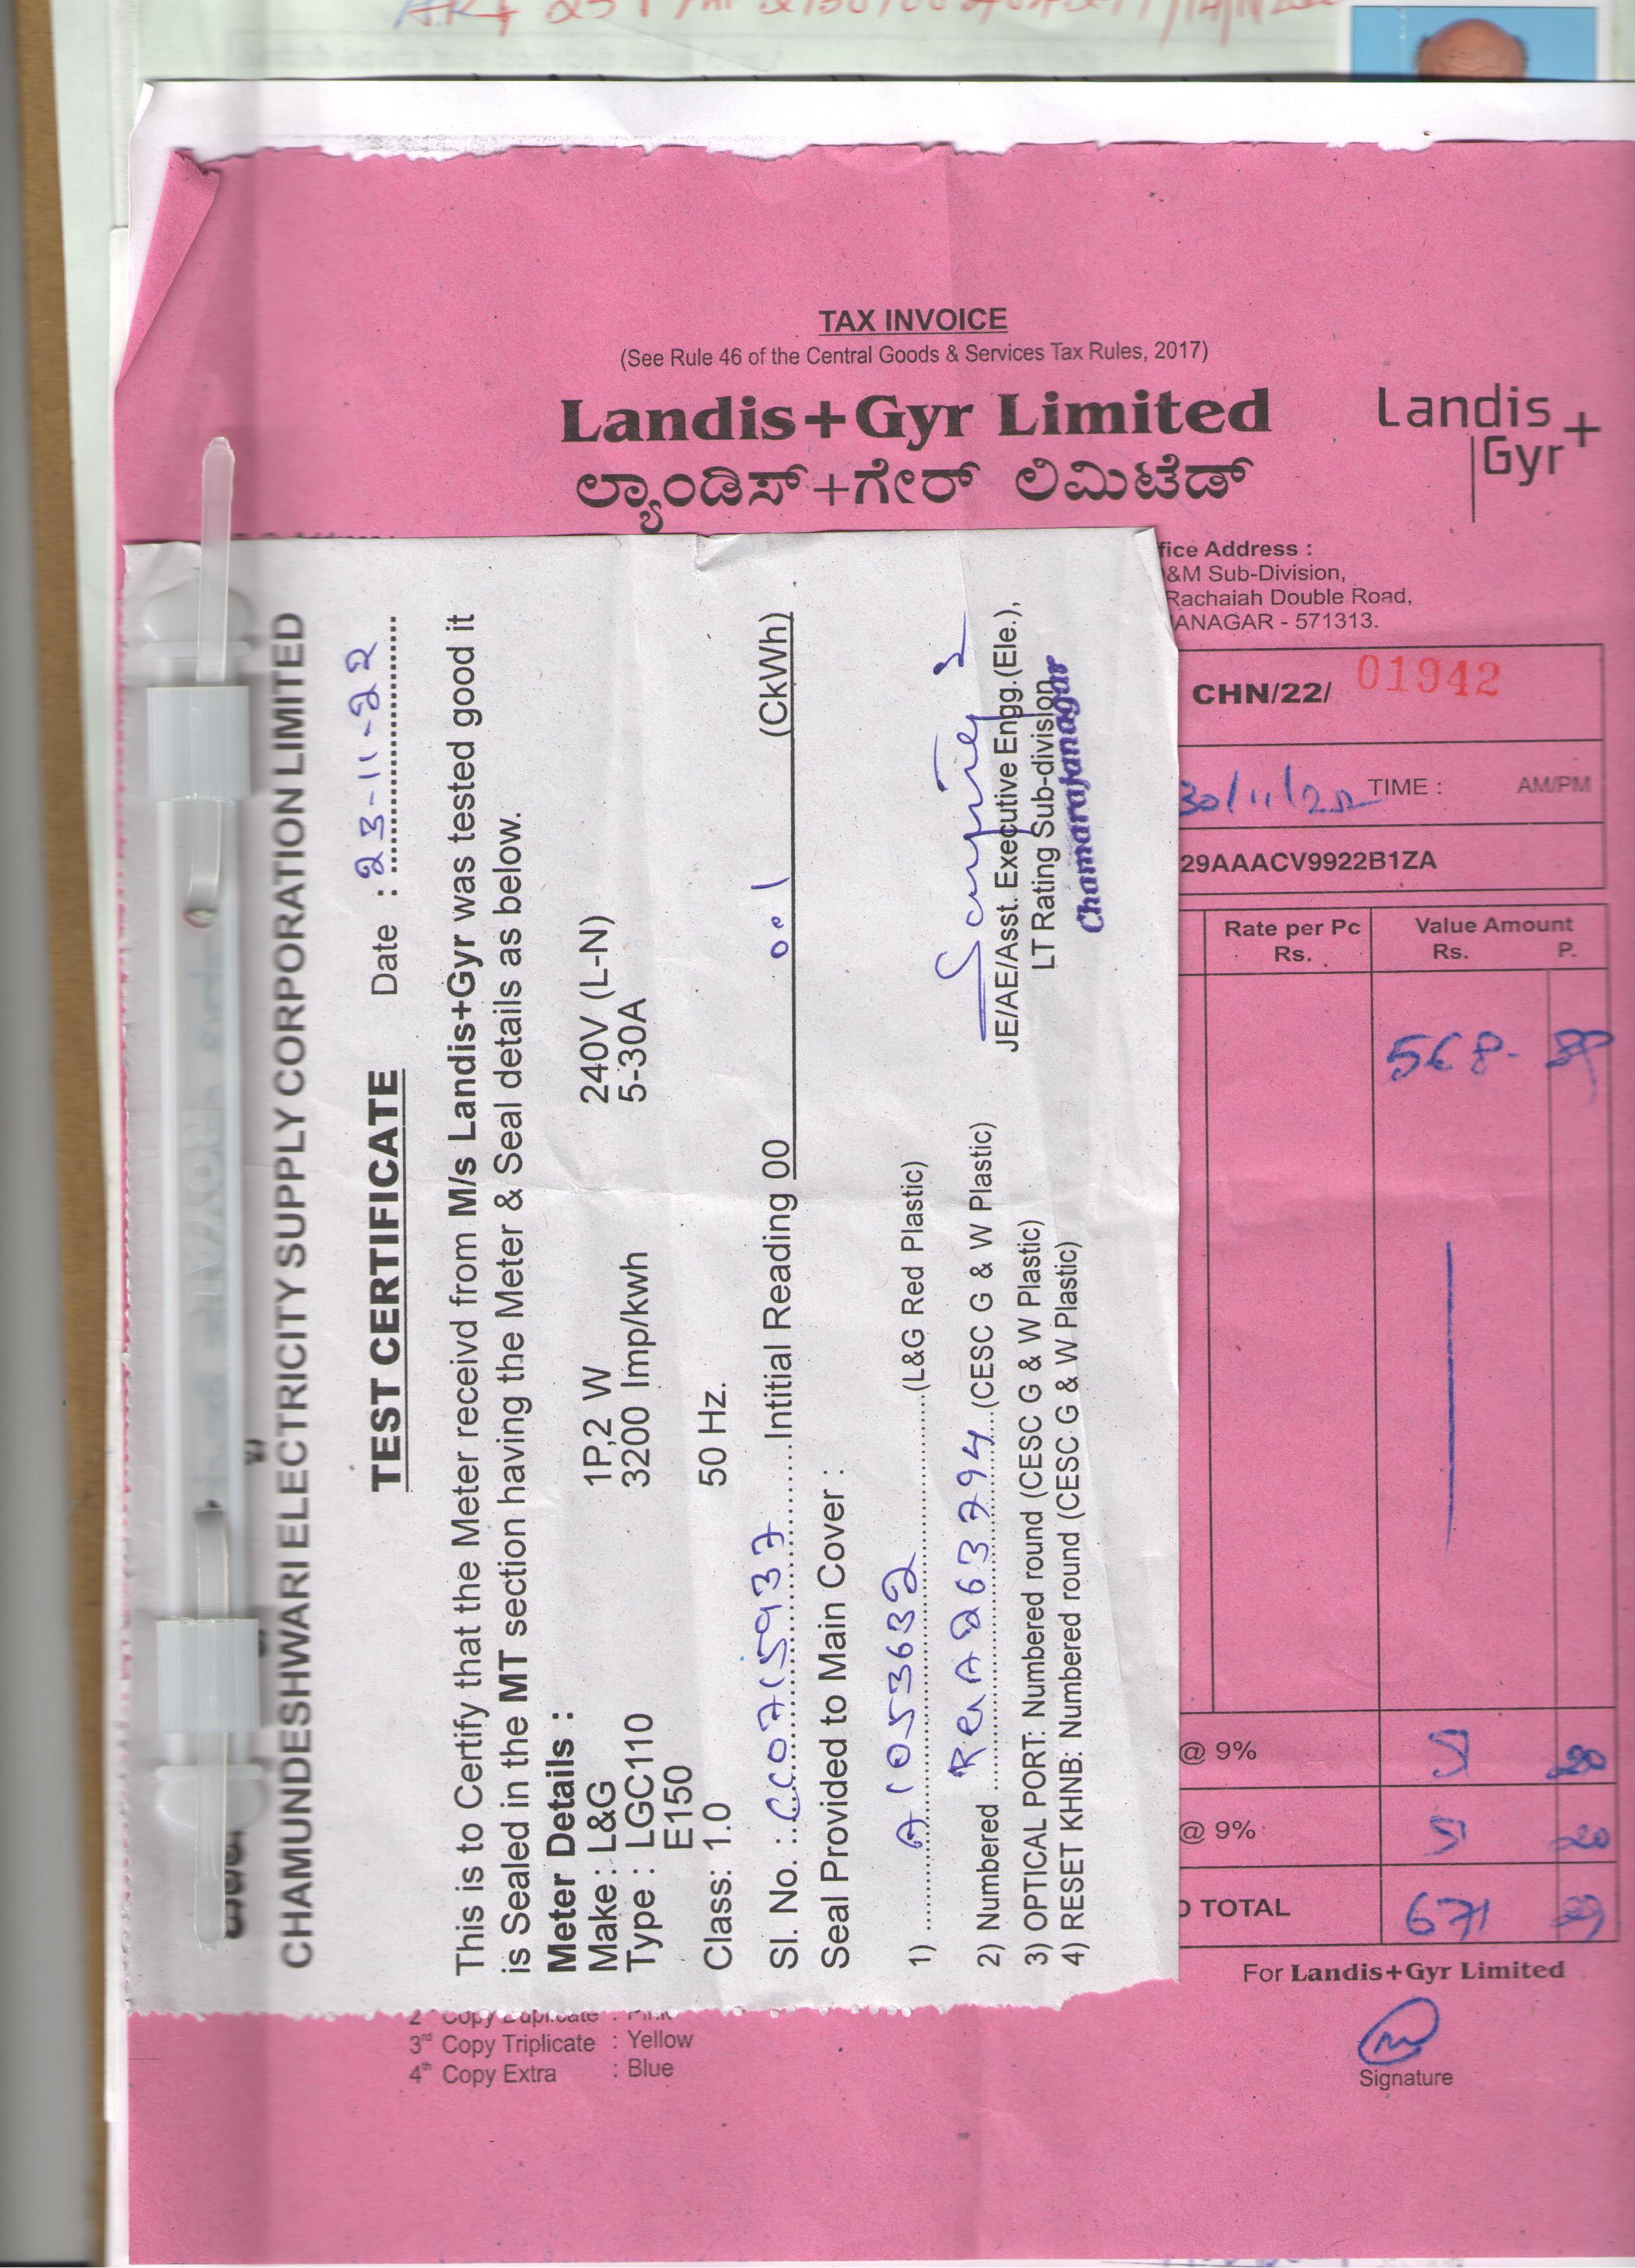 TAX INVOICE
(See Rule 46 of the Central Goods & Services Tax Rules, 2017)
Landis+Gyr Limited
ಲ್ಯಾಂಡಿಸ್+ಗೇರ್ ಲಿಮಿಟೆಡ್
Landis
Gyr+
fice Address :
&M Sub-Division,
Rachaiah Double Road,
ANAGAR - 571313.
CHN/22/ 01942
30/11/22 TIME : AM/PM
29AAACV9922B1ZA
Rate per Pc Rs.
Value Amount Rs. P.
568-
@ 9% 51 20
@ 9% 51 20
TOTAL 671
For Landis+Gyr Limited
Signature
3rd Copy Triplicate : Yellow
4th Copy Extra : Blue
CHAMUNDESHWARI ELECTRICITY SUPPLY CORPORATION LIMITED
TEST CERTIFICATE Date : 23-11-22
This is to Certify that the Meter receivd from M/s Landis+Gyr was tested good it
is Sealed in the MT section having the Meter & Seal details as below.
Meter Details :
Make : L&G 1P,2 W 240V (L-N)
Type : LGC110 3200 Imp/kwh 5-30A
E150
Class: 1.0 50 Hz.
Sl. No. : CC0715937 Intitial Reading 00 0.1 (CkWh)
Seal Provided to Main Cover :
1) A1053632 (L&G Red Plastic)
2) Numbered 263794 (CESC G & W Plastic)
3) OPTICAL PORT: Numbered round (CESC G & W Plastic)
4) RESET KHNB: Numbered round (CESC G & W Plastic)
JE/AE/Asst. Executive Engg.(Ele.),
LT Rating Sub-division
Chamarajanagar